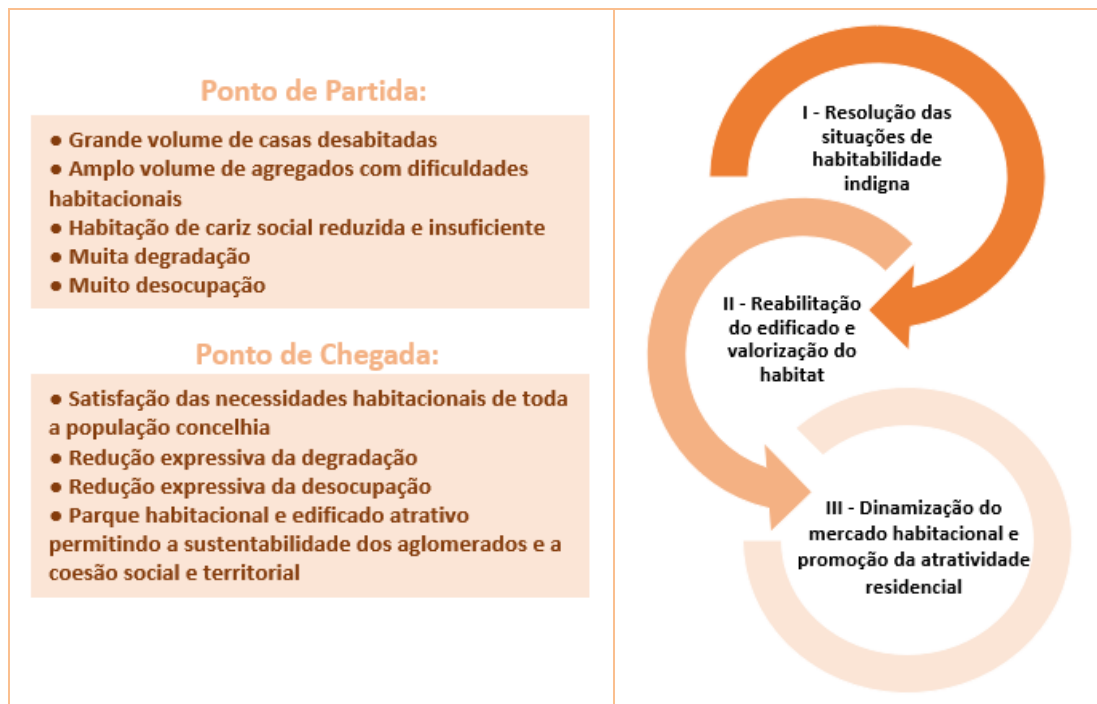 Ponto de Partida:
● Grande volume de casas desabitadas
● Amplo volume de agregados com dificuldades
habitacionais
● Habitação de cariz social reduzida e insuficiente
● Muita degradação
● Muito desocupação
Ponto de Chegada:
● Satisfação das necessidades habitacionais de toda
a população concelhia
● Redução expressiva da degradação
● Redução expressiva da desocupação
● Parque habitacional e edificado atrativo
permitindo a sustentabilidade dos aglomerados e a
coesão social e territorial
I - Resolução das
situações de
habitabilidade
indigna
II - Reabilitação
do edificado e
valorização do
habitat
III - Dinamização do
mercado habitacional e
promoção da atratividade
residencial